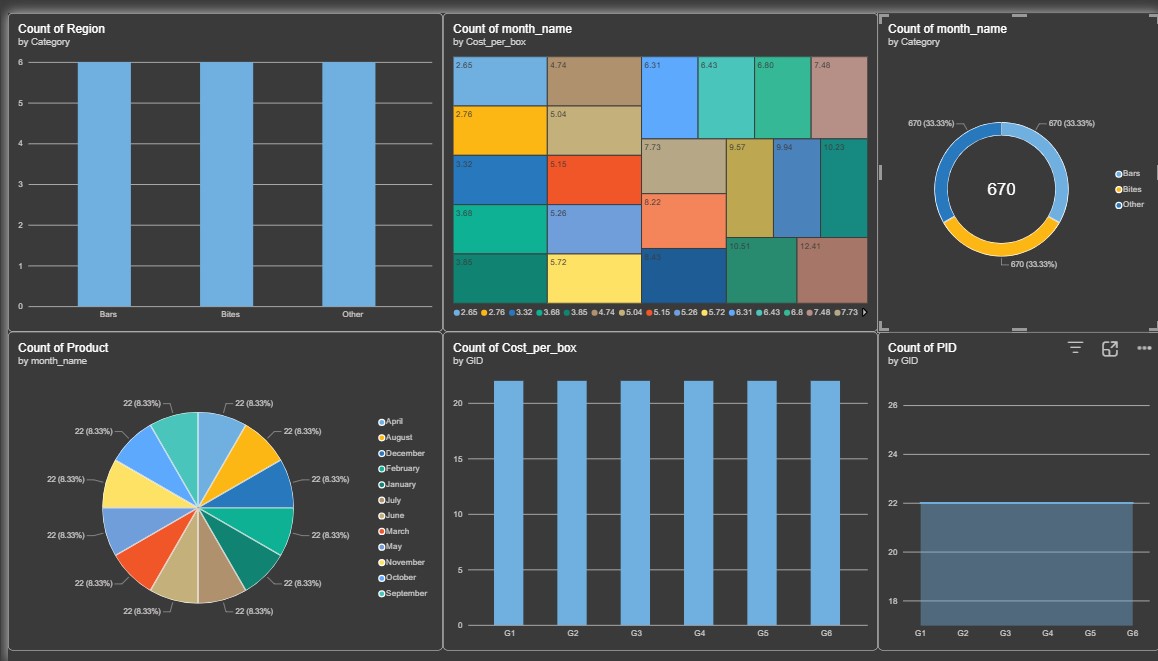 Count of Region
by Category
6
5
4
3
2
1
0
Bars
Bites
Other
Count of month_name
by Cost_per_box
2.65
4.74
6.31
6.43
6.80
7.48
2.76
5.04
7.73
9.57
9.94
10.23
3.32
5.15
8.22
3.68
5.26
10.51
12.41
5.72
2.65 2.76 3.32 3.68 3.85 4.74 5.04 5.15 5.26 5.72 6.31 6.43 6.8 7.48 7.73
Count of month_name
by Category
670 (33.33%)
670 (33.33%)
670
670 (33.33%)
Bars
Bites
Other
Count of Product
by month_name
22 (8.33%)
22 (8.33%)
22 (8.33%)
22 (8.33%)
22 (8.33%)
22 (8.33%)
22 (8.33%)
22 (8.33%)
22 (8.33%)
22 (8.33%)
22 (8.33%)
22 (8.33%)
April
August
December
February
January
July
June
March
May
November
October
September
Count of Cost_per_box
by GID
20
15
10
5
0
G1
G2
G3
G4
G5
G6
Count of PID
by GID
26
24
22
20
18
G1
G2
G3
G4
G5
G6